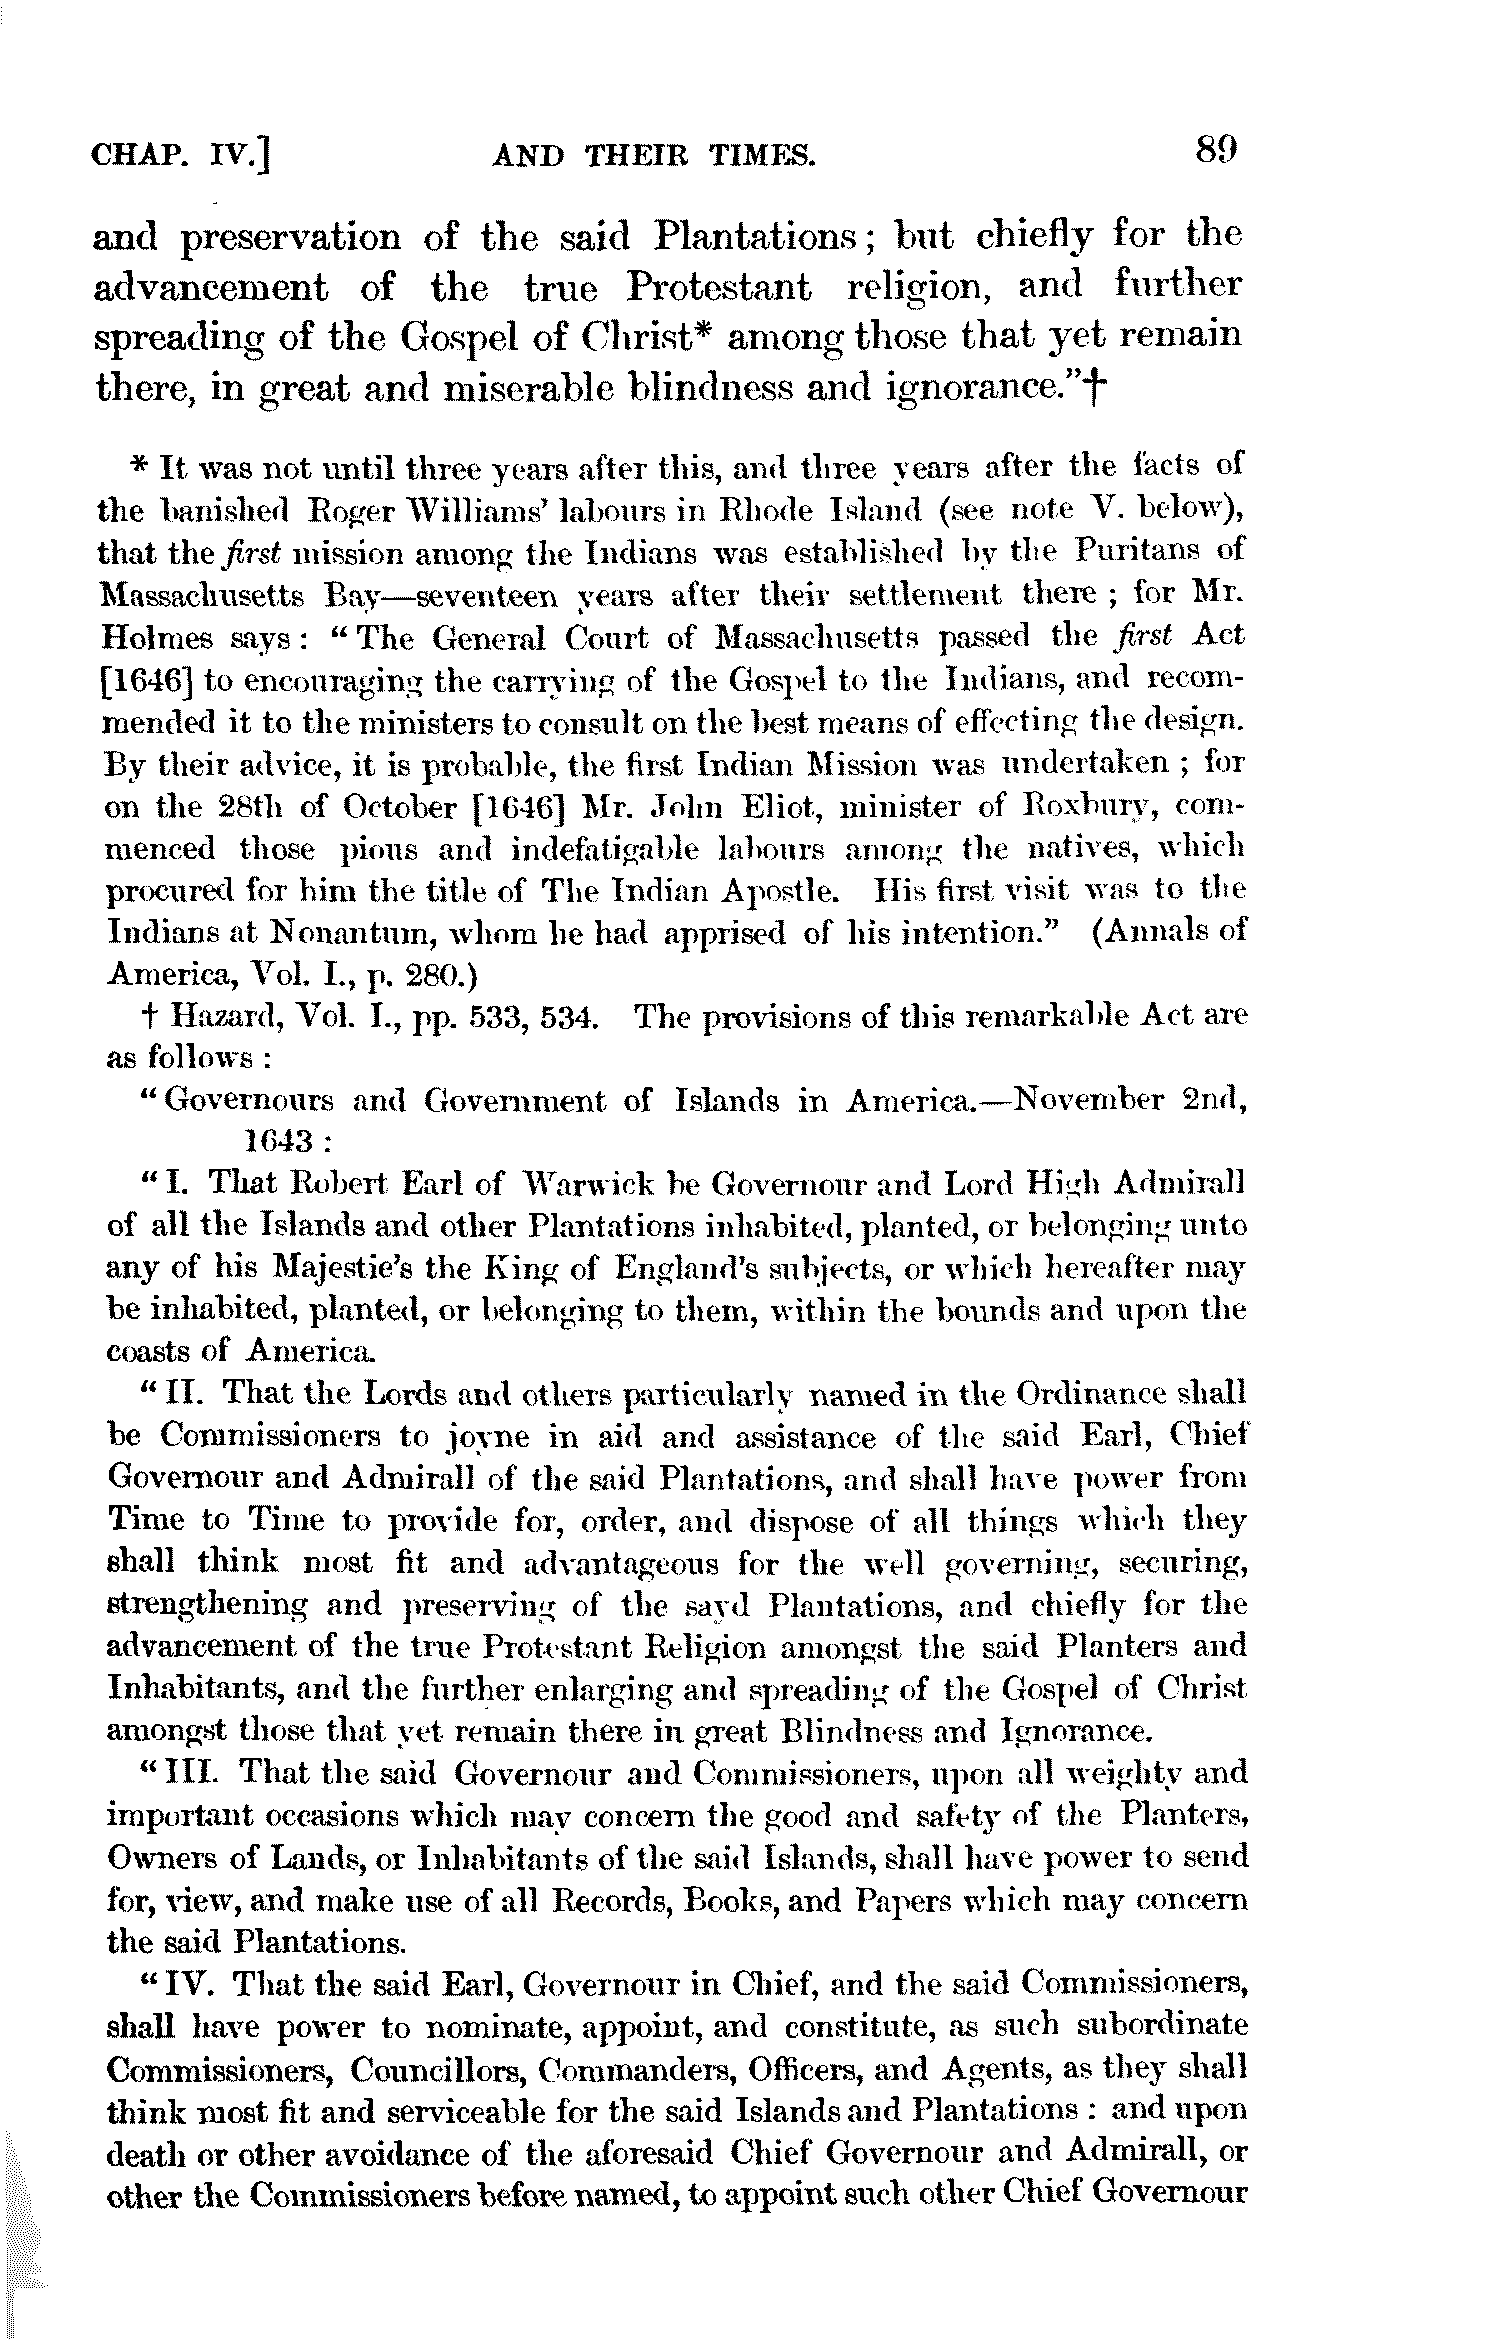 CHAP. IV.] AND THEIR TIMES. 89
and preservation of the said Plantations; but chiefly for the
advancement of the true Protestant religion, and further
spreading of the Gospel of Christ* among those that yet remain
there, in great and miserable blindness and ignorance."†
* It was not until three years after this, and three years after the facts of
the banished Roger Williams' labours in Rhode Island (see note V. below),
that the first mission among the Indians was established by the Puritans of
Massachusetts Bay—seventeen years after their settlement there; for Mr.
Holmes says: "The General Court of Massachusetts passed the first Act
[1646] to encouraging the carrying of the Gospel to the Indians, and recom-
mended it to the ministers to consult on the best means of effecting the design.
By their advice, it is probable, the first Indian Mission was undertaken; for
on the 28th of October [1646] Mr. John Eliot, minister of Roxbury, com-
menced those pious and indefatigable labours among the natives, which
procured for him the title of The Indian Apostle. His first visit was to the
Indians at Nonantum, whom he had apprised of his intention." (Annals of
America, Vol. I., p. 280.)
† Hazard, Vol. I., pp. 533, 534. The provisions of this remarkable Act are
as follows:
"Governours and Government of Islands in America.—November 2nd,
1643:
"I. That Robert Earl of Warwick be Governour and Lord High Admirall
of all the Islands and other Plantations inhabited, planted, or belonging unto
any of his Majestie's the King of England's subjects, or which hereafter may
be inhabited, planted, or belonging to them, within the bounds and upon the
coasts of America.
"II. That the Lords and others particularly named in the Ordinance shall
be Commissioners to joyne in aid and assistance of the said Earl, Chief
Governour and Admirall of the said Plantations, and shall have power from
Time to Time to provide for, order, and dispose of all things which they
shall think most fit and advantageous for the well governing, securing,
strengthening and preserving of the sayd Plantations, and chiefly for the
advancement of the true Protestant Religion amongst the said Planters and
Inhabitants, and the further enlarging and spreading of the Gospel of Christ
amongst those that yet remain there in great Blindness and Ignorance.
"III. That the said Governour and Commissioners, upon all weighty and
important occasions which may concern the good and safety of the Planters,
Owners of Lands, or Inhabitants of the said Islands, shall have power to send
for, view, and make use of all Records, Books, and Papers which may concern
the said Plantations.
"IV. That the said Earl, Governour in Chief, and the said Commissioners,
shall have power to nominate, appoint, and constitute, as such subordinate
Commissioners, Councillors, Commanders, Officers, and Agents, as they shall
think most fit and serviceable for the said Islands and Plantations: and upon
death or other avoidance of the aforesaid Chief Governour and Admirall, or
other the Commissioners before named, to appoint such other Chief Governour